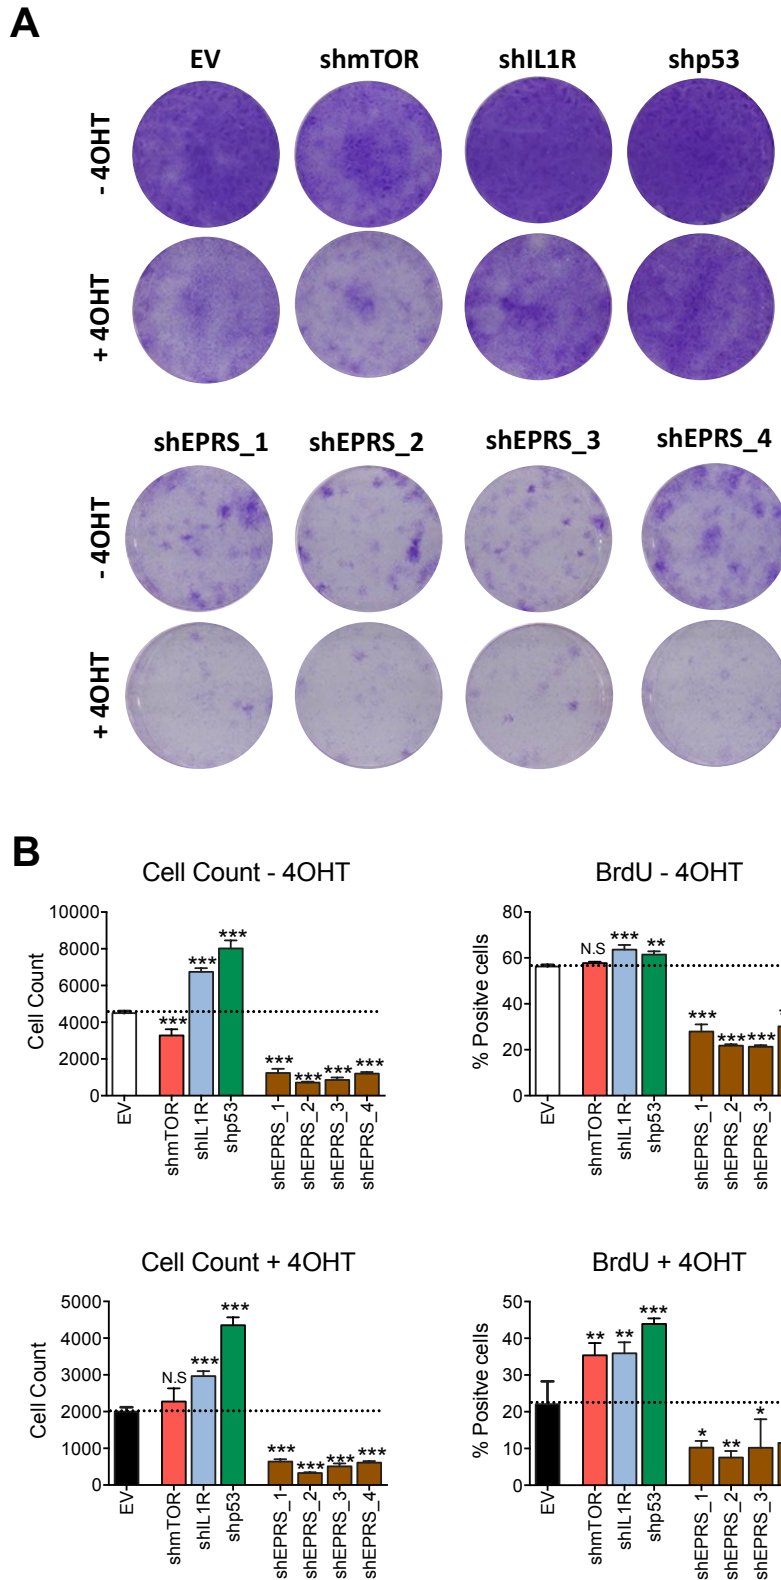 A
EV shmTOR shIL1R shp53
- 4OHT
+ 4OHT
shEPRS_1 shEPRS_2 shEPRS_3 shEPRS_4
- 4OHT
+ 4OHT
B
Cell Count - 4OHT
Cell Count
10000
8000
6000
4000
2000
0
*** *** *** *** *** *** ***
EV shmTOR shIL1R shp53 shEPRS_1 shEPRS_2 shEPRS_3 shEPRS_4
BrdU - 4OHT
% Positve cells
80
60
40
20
0
N.S *** ** *** *** ***
EV shmTOR shIL1R shp53 shEPRS_1 shEPRS_2 shEPRS_3
Cell Count + 4OHT
Cell Count
5000
4000
3000
2000
1000
0
N.S *** *** *** *** *** ***
EV shmTOR shIL1R shp53 shEPRS_1 shEPRS_2 shEPRS_3 shEPRS_4
BrdU + 4OHT
% Positve cells
50
40
30
20
10
0
** ** *** * ** *
EV shmTOR shIL1R shp53 shEPRS_1 shEPRS_2 shEPRS_3